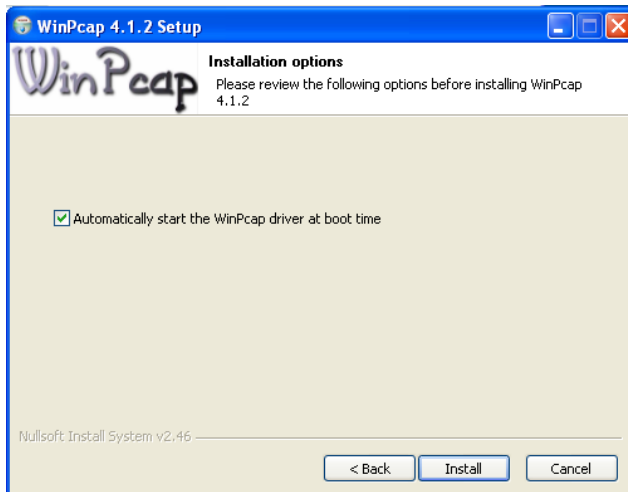 WinPcap 4.1.2 Setup
WinPcap
Installation options
Please review the following options before installing WinPcap
4.1.2
Automatically start the WinPcap driver at boot time
Nullsoft Install System v2.46
< Back
Install
Cancel